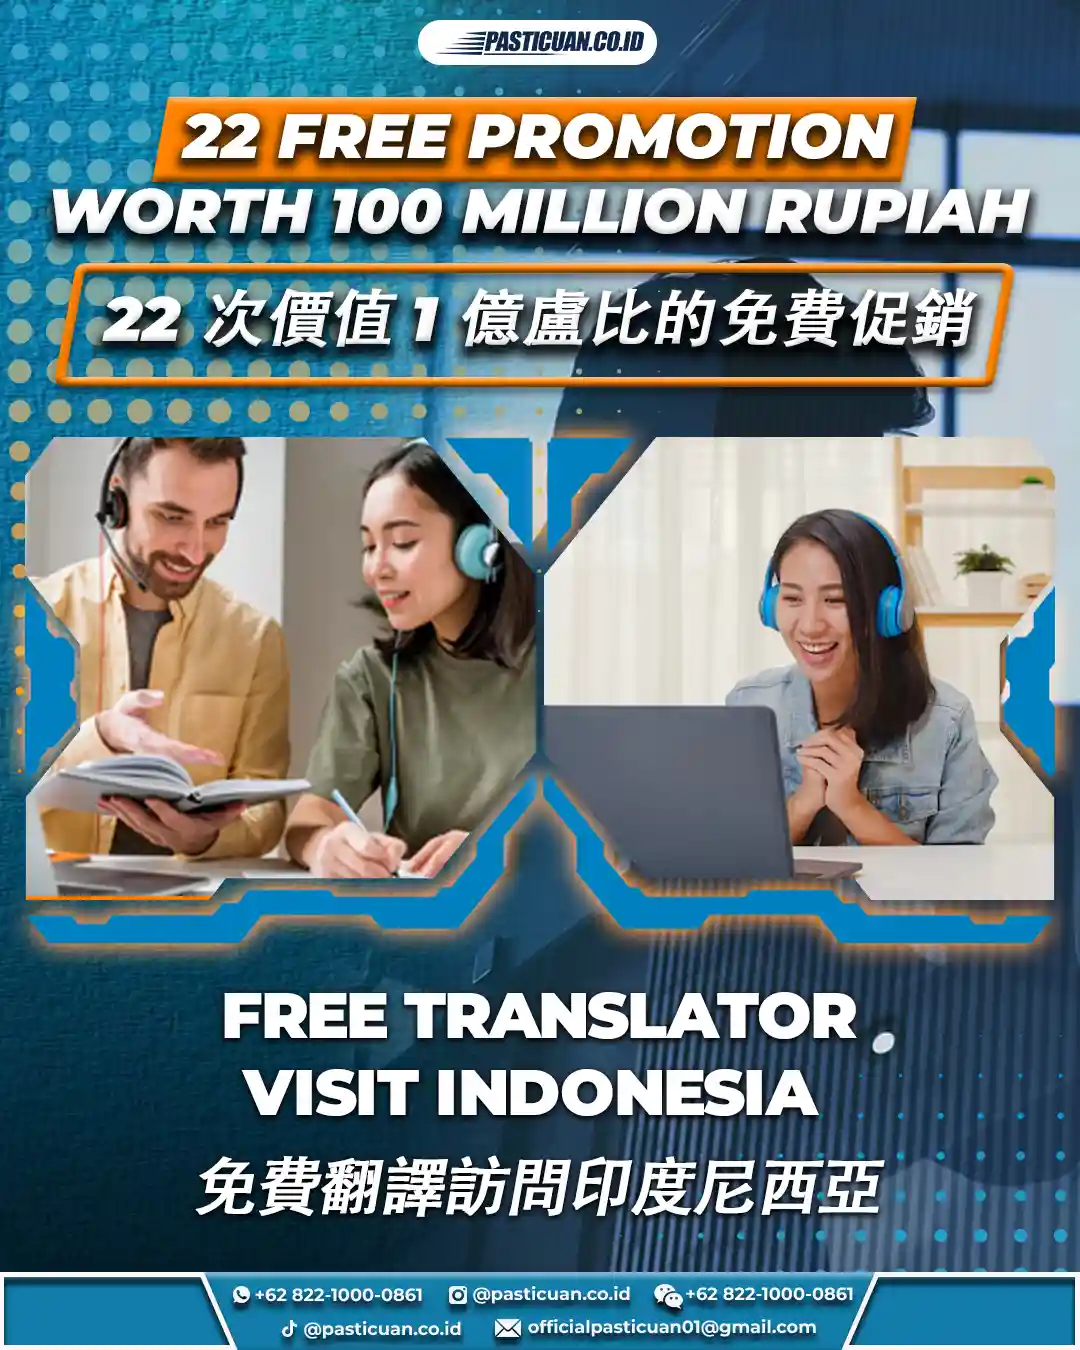 PASTICUAN.CO.ID
22 FREE PROMOTION
WORTH 100 MILLION RUPIAH
22 次價值 1 億盧比的免費促銷
FREE TRANSLATOR
VISIT INDONESIA
免費翻譯訪問印度尼西亞
+62 822-1000-0861 @pasticuan.co.id +62 822-1000-0861
@pasticuan.co.id officialpasticuan01@gmail.com